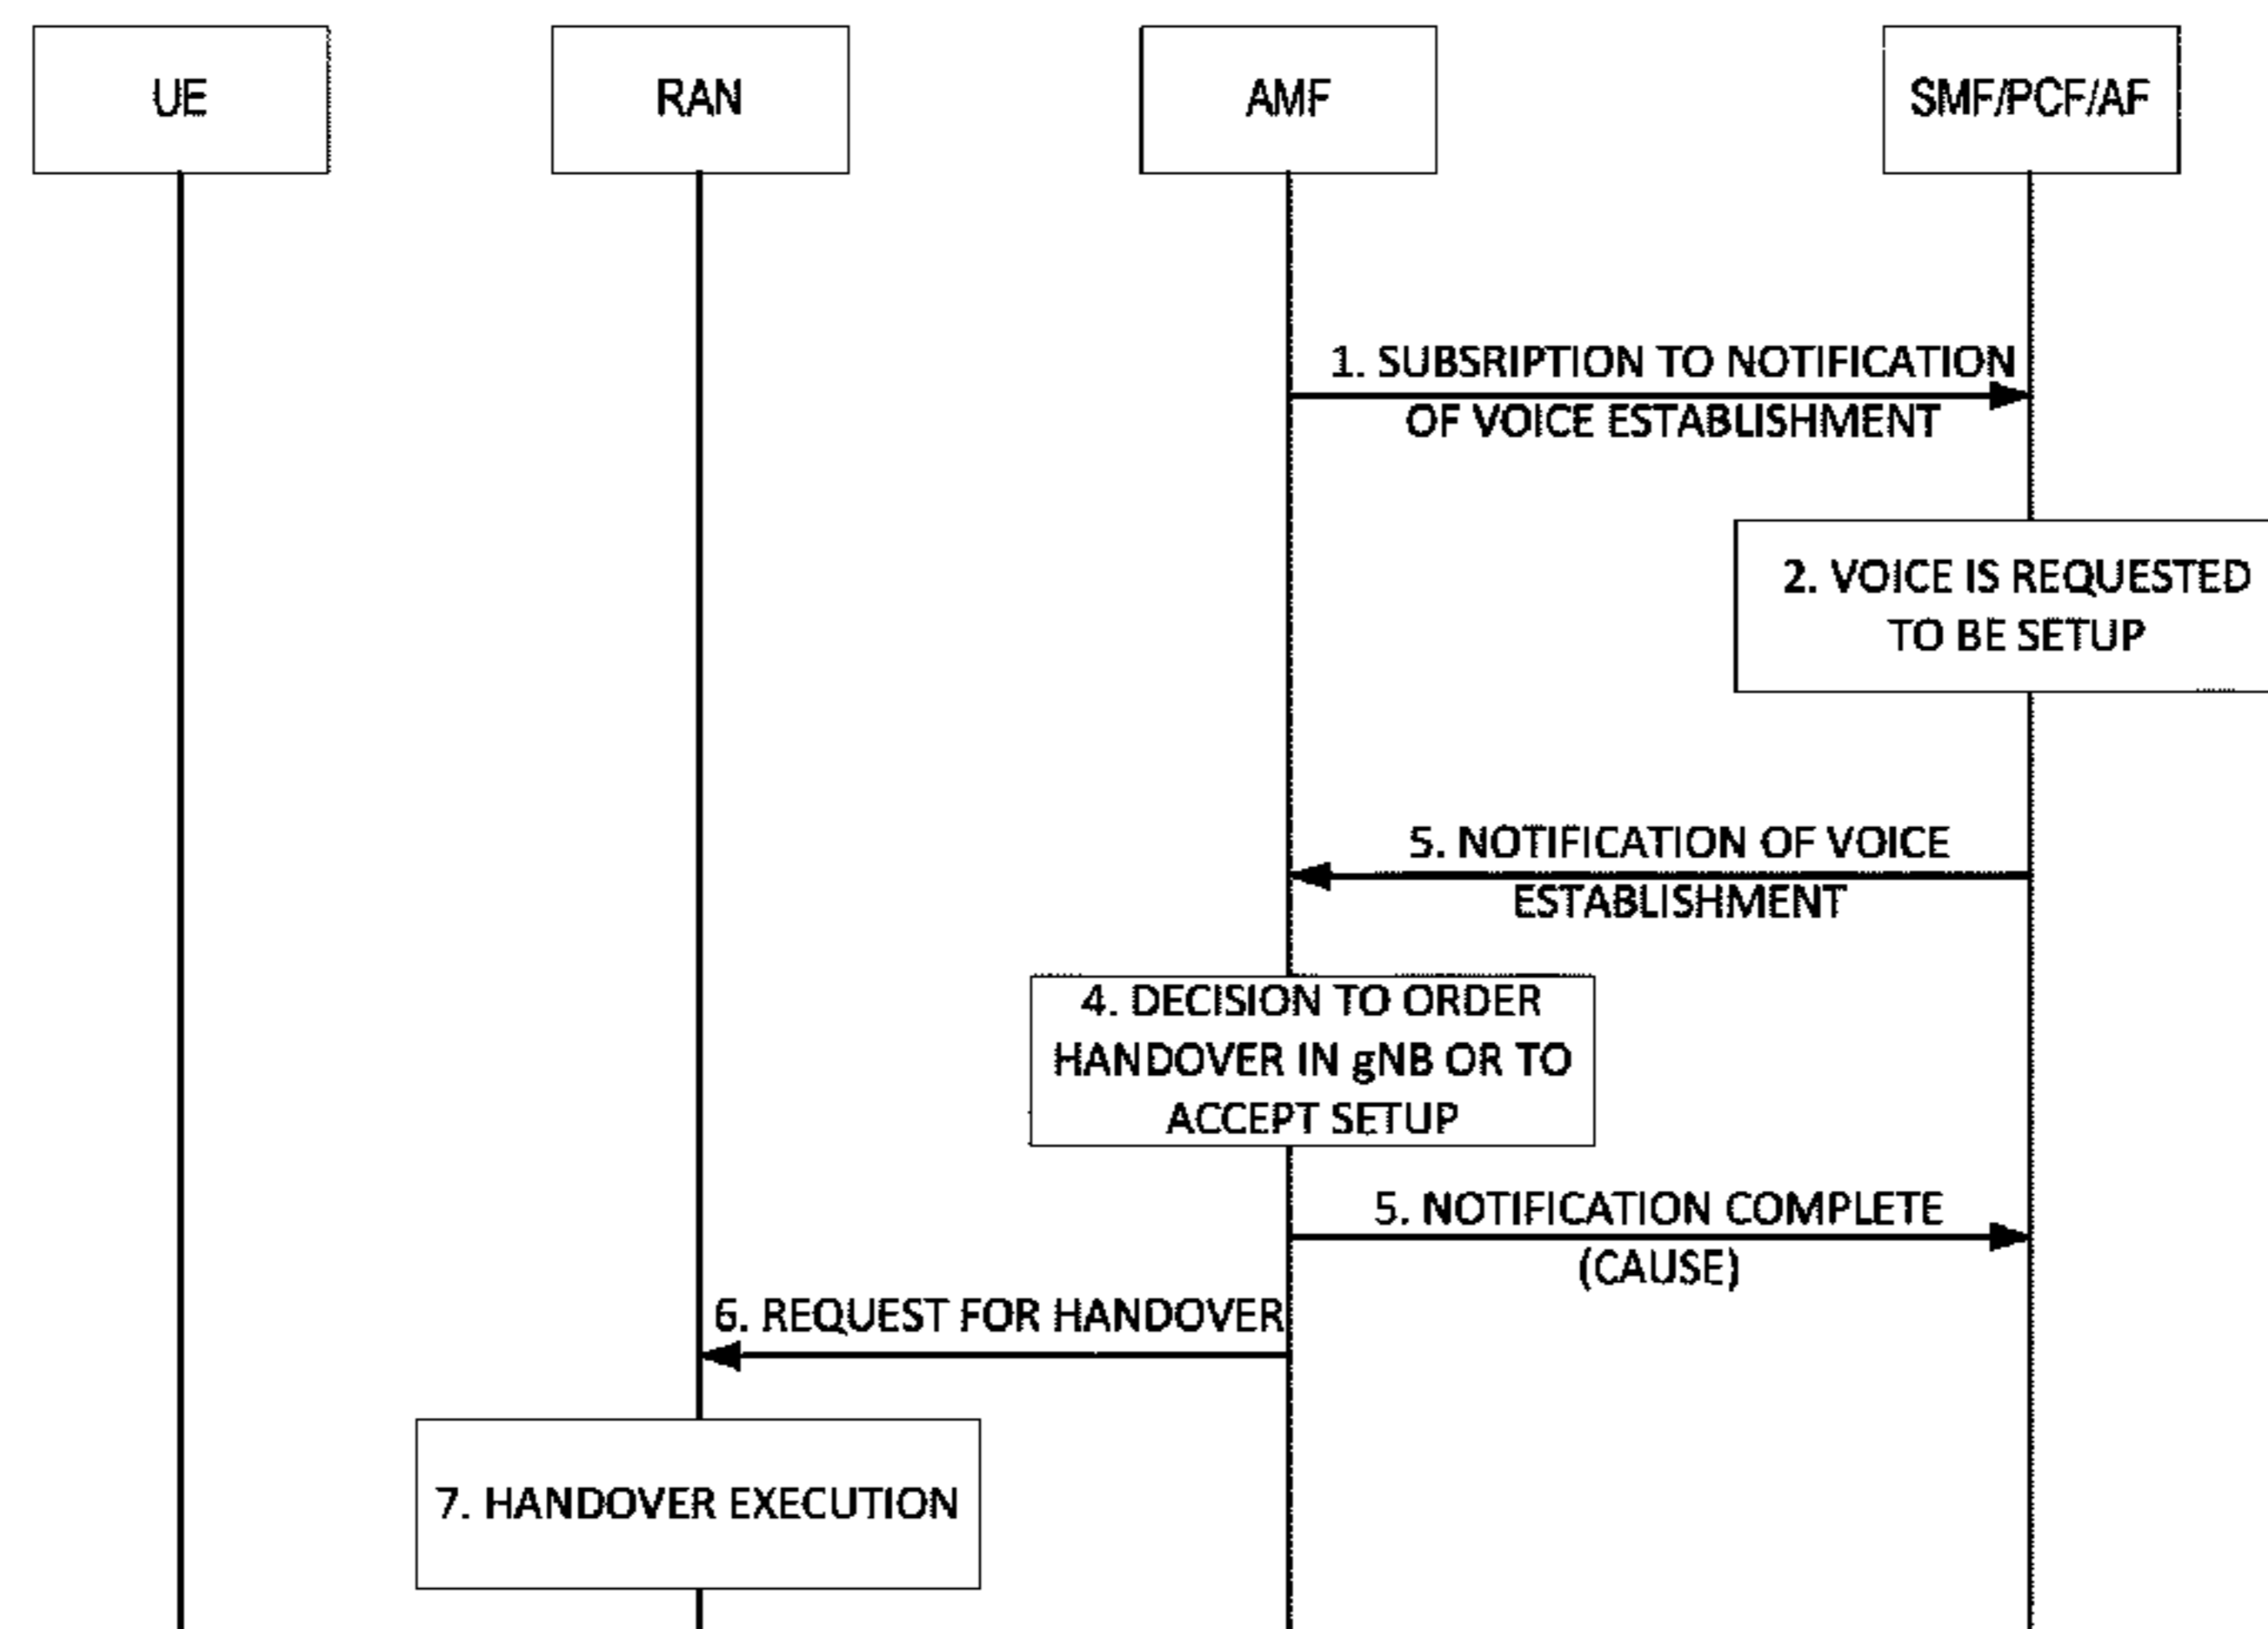 UE
RAN
AMF
SMF/PCF/AF
1. SUBSRIPTION TO NOTIFICATION
OF VOICE ESTABLISHMENT
2. VOICE IS REQUESTED
TO BE SETUP
5. NOTIFICATION OF VOICE
ESTABLISHMENT
4. DECISION TO ORDER
HANDOVER IN gNB OR TO
ACCEPT SETUP
5. NOTIFICATION COMPLETE
(CAUSE)
6. REQUEST FOR HANDOVER
7. HANDOVER EXECUTION